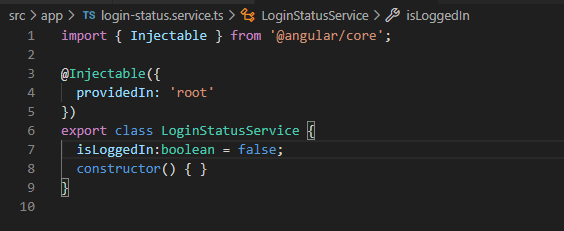 src > app > TS login-status.service.ts > LoginStatusService > isLoggedIn
1 import { Injectable } from '@angular/core';
2
3 @Injectable({
4   providedIn: 'root'
5 })
6 export class LoginStatusService {
7   isLoggedIn:boolean = false;
8   constructor() { }
9 }
10